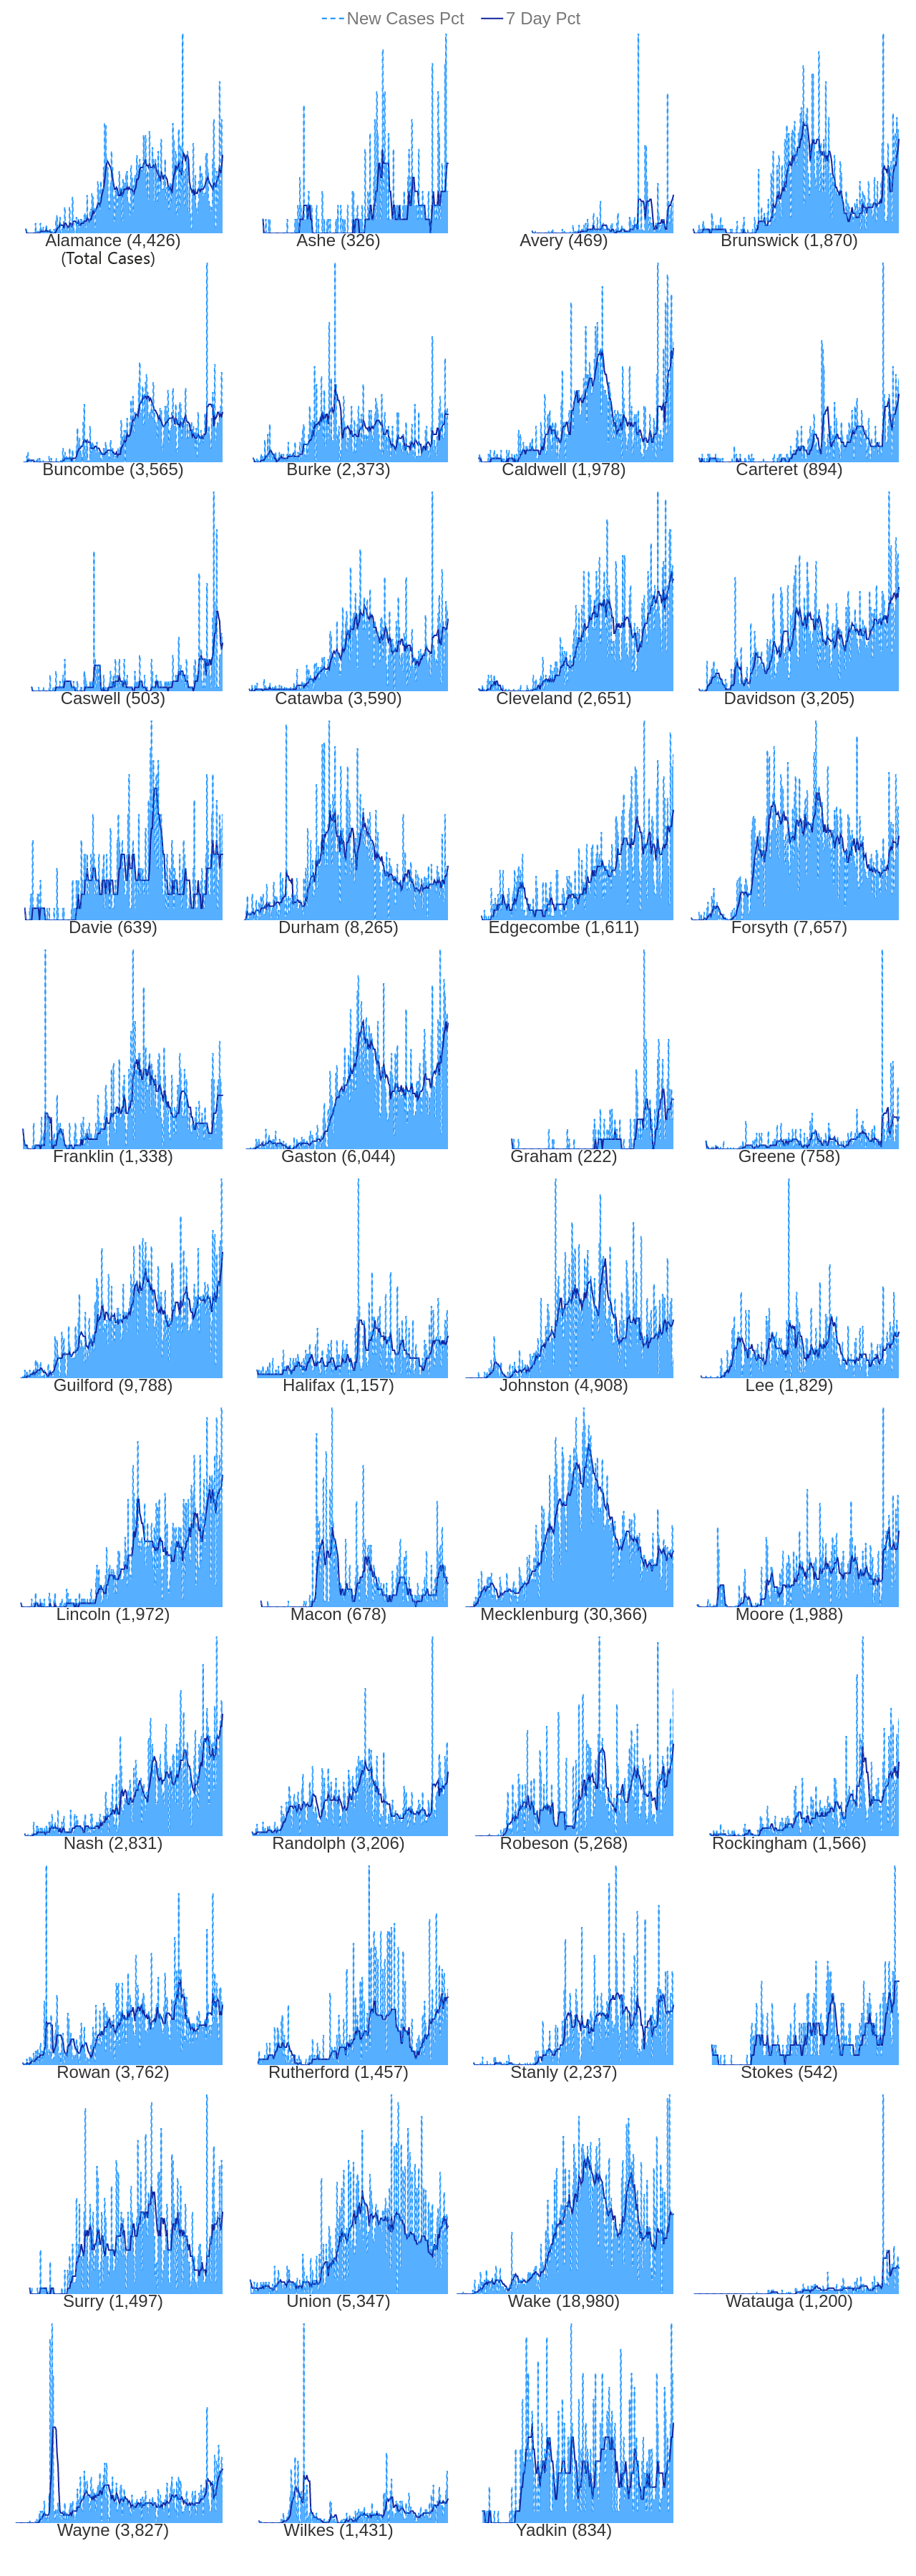 New Cases Pct 7 Day Pct
Alamance (4,426) Ashe (326) Avery (469) Brunswick (1,870)
(Total Cases)
Buncombe (3,565) Burke (2,373) Caldwell (1,978) Carteret (894)
Caswell (503) Catawba (3,590) Cleveland (2,651) Davidson (3,205)
Davie (639) Durham (8,265) Edgecombe (1,611) Forsyth (7,657)
Franklin (1,338) Gaston (6,044) Graham (222) Greene (758)
Guilford (9,788) Halifax (1,157) Johnston (4,908) Lee (1,829)
Lincoln (1,972) Macon (678) Mecklenburg (30,366) Moore (1,988)
Nash (2,831) Randolph (3,206) Robeson (5,268) Rockingham (1,566)
Rowan (3,762) Rutherford (1,457) Stanly (2,237) Stokes (542)
Surry (1,497) Union (5,347) Wake (18,980) Watauga (1,200)
Wayne (3,827) Wilkes (1,431) Yadkin (834)